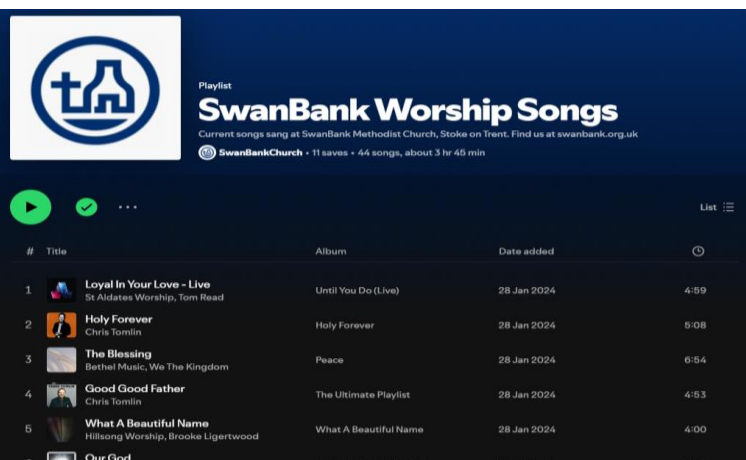 Playlist
SwanBank Worship Songs
Current songs sang at SwanBank Methodist Church, Stoke on Trent. Find us at swanbank.org.uk
SwanBankChurch • 11 saves • 44 songs, about 3 hr 45 min
List
# Title Album Date added
1 Loyal In Your Love - Live Until You Do (Live) 28 Jan 2024 4:59
St Aldates Worship, Tom Read
2 Holy Forever Holy Forever 28 Jan 2024 5:08
Chris Tomlin
3 The Blessing Peace 28 Jan 2024 6:54
Bethel Music, We The Kingdom
4 Good Good Father The Ultimate Playlist 28 Jan 2024 4:53
Chris Tomlin
5 What A Beautiful Name What A Beautiful Name 28 Jan 2024 4:00
Hillsong Worship, Brooke Ligertwood
Our God